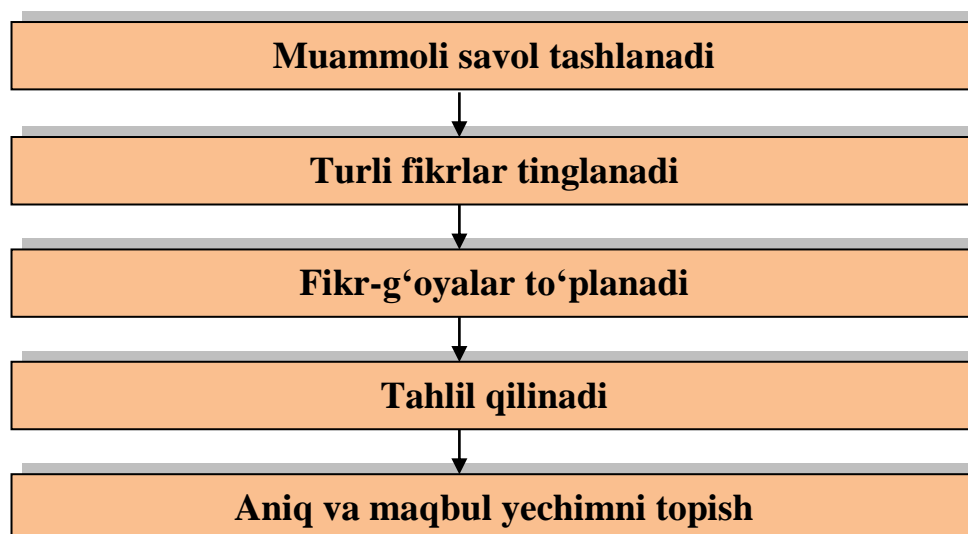 Muammoli savol tashlanadi
Turli fikrlar tinglanadi
Fikr-g‘oyalar to‘planadi
Tahlil qilinadi
Aniq va maqbul yechimni topish